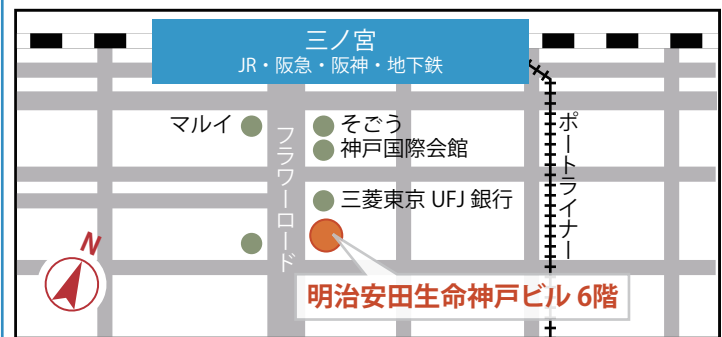 三ノ宮
JR・阪急・阪神・地下鉄
マルイ
そごう
神戸国際会館
フラワーロード
ポートライナー
三菱東京 UFJ 銀行
N
明治安田生命神戸ビル 6階